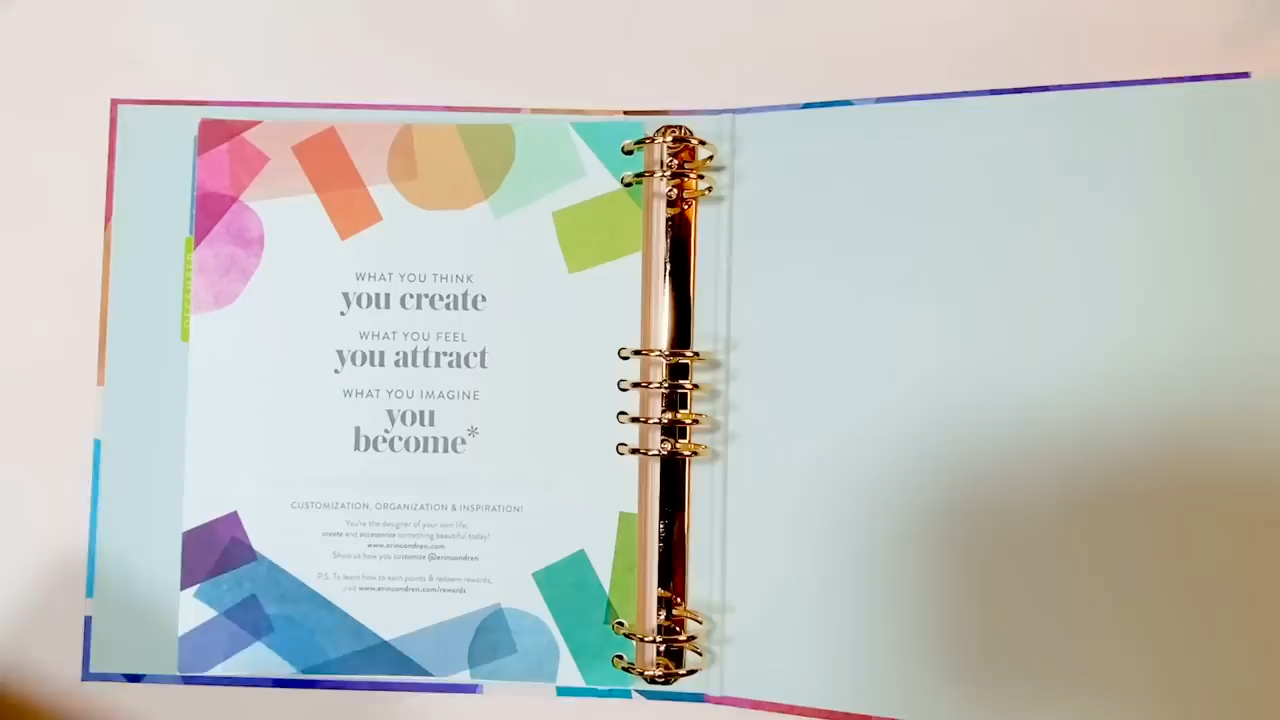 DECEMBER
WHAT YOU THINK
you create
WHAT YOU FEEL
you attract
WHAT YOU IMAGINE
you
become*
CUSTOMIZATION, ORGANIZATION & INSPIRATION!
You're the designer of your own life,
create and accessorize something beautiful today!
www.erincondren.com
Show us how you customize @erincondren
P.S. To learn how to earn points & redeem rewards,
visit www.erincondren.com/rewards